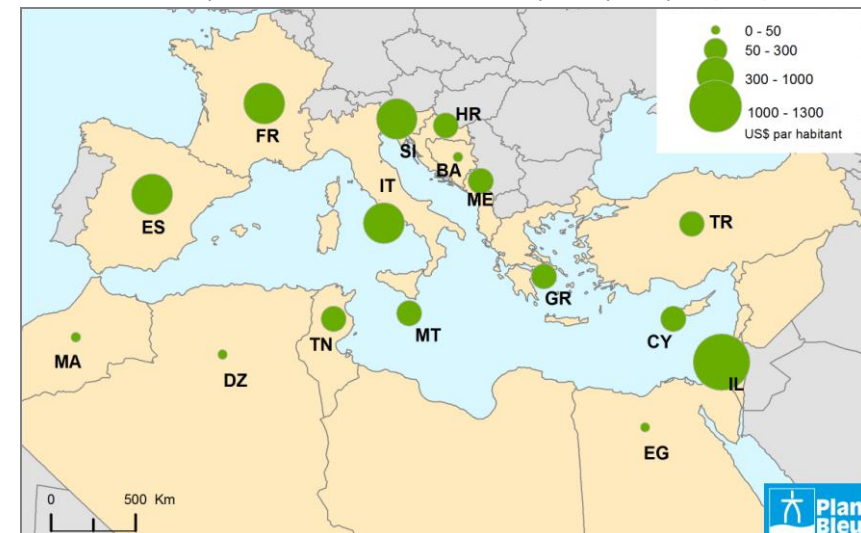 0 - 50
50 - 300
300 - 1000
1000 - 1300
US$ par habitant
FR
SI
HR
BA
IT
ME
ES
TR
GR
MA
DZ
TN
MT
CY
IL
EG
0 500 Km
Plan
Bleu